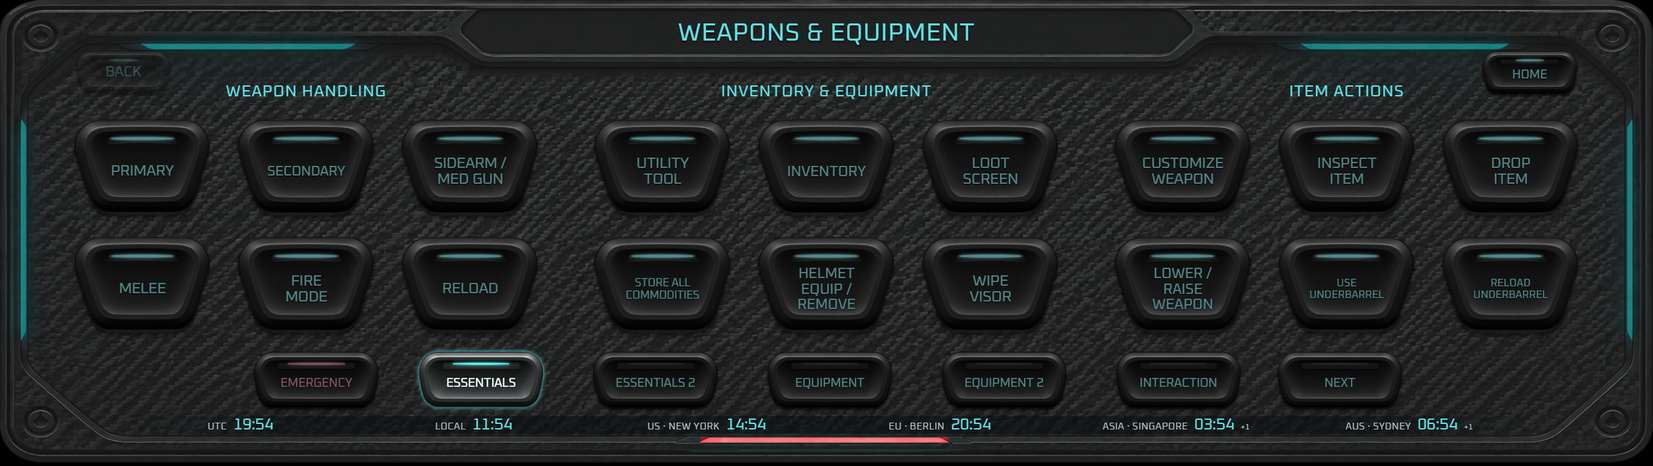 WEAPONS & EQUIPMENT
BACK
HOME
WEAPON HANDLING
INVENTORY & EQUIPMENT
ITEM ACTIONS
PRIMARY
SECONDARY
SIDEARM /
MED GUN
UTILITY
TOOL
INVENTORY
LOOT
SCREEN
CUSTOMIZE
WEAPON
INSPECT
ITEM
DROP
ITEM
MELEE
FIRE
MODE
RELOAD
STORE ALL
COMMODITIES
HELMET
EQUIP /
REMOVE
WIPE
VISOR
LOWER /
RAISE
WEAPON
USE
UNDERBARREL
RELOAD
UNDERBARREL
EMERGENCY
ESSENTIALS
ESSENTIALS 2
EQUIPMENT
EQUIPMENT 2
INTERACTION
NEXT
UTC 19:54
LOCAL 11:54
US · NEW YORK 14:54
EU · BERLIN 20:54
ASIA · SINGAPORE 03:54 +1
AUS · SYDNEY 06:54 +1